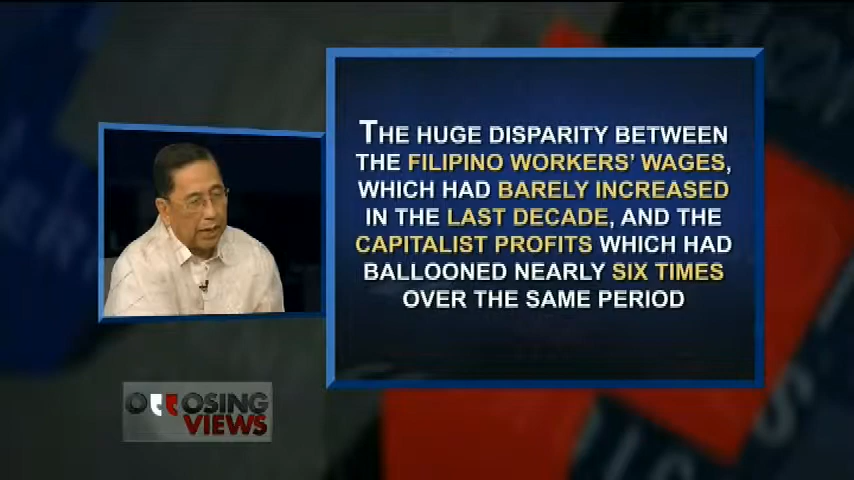 THE HUGE DISPARITY BETWEEN
THE FILIPINO WORKERS' WAGES,
WHICH HAD BARELY INCREASED
IN THE LAST DECADE, AND THE
CAPITALIST PROFITS WHICH HAD
BALLOONED NEARLY SIX TIMES
OVER THE SAME PERIOD
OPPOSING
VIEWS